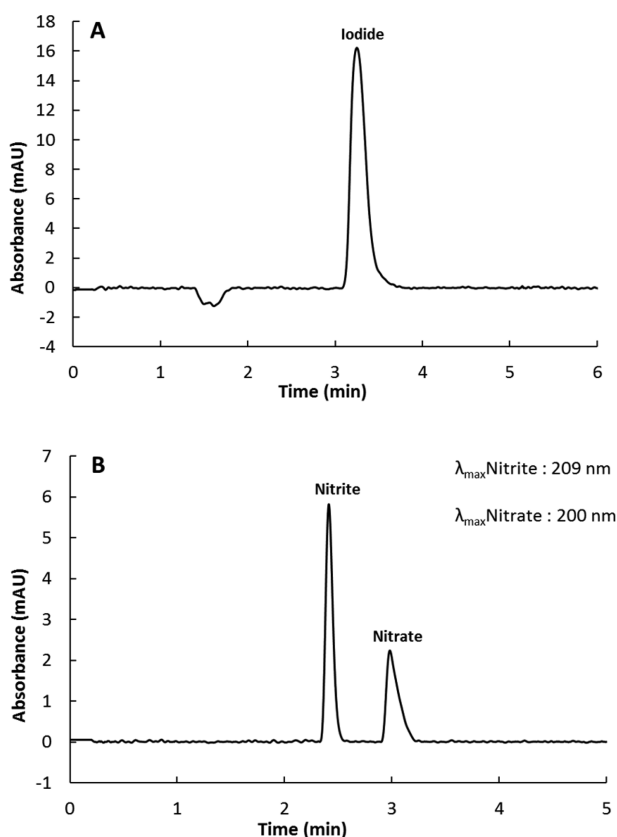 A
Iodide
18
16
14
12
10
8
6
4
2
0
-2
-4
Absorbance (mAU)
0 1 2 3 4 5 6
Time (min)
B
λmaxNitrite : 209 nm
λmaxNitrate : 200 nm
Nitrite
Nitrate
7
6
5
4
3
2
1
0
-1
Absorbance (mAU)
0 1 2 3 4 5
Time (min)